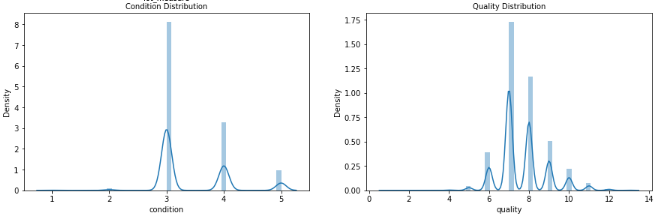 Condition Distribution
Density
8
7
6
5
4
3
2
1
0
1 2 3 4 5
condition
Quality Distribution
Density
1.75
1.50
1.25
1.00
0.75
0.50
0.25
0.00
0 2 4 6 8 10 12 14
quality